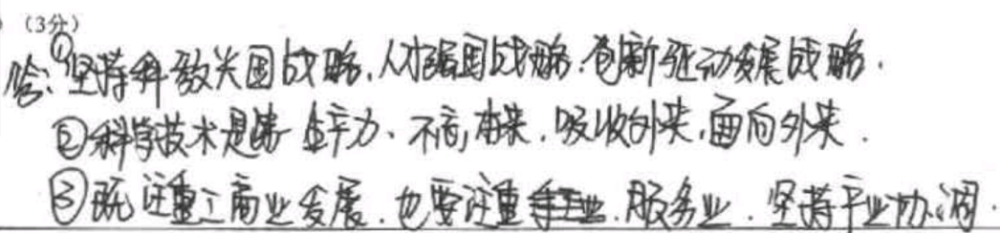 (3分)
答:①坚持科教兴国战略,人才强国战略,创新驱动发展战略.
②科学技术是第一生产力、不忘本来,吸收外来,面向外来.
③既注重工商业发展,也要注重手工业.服务业.坚持产业协调.